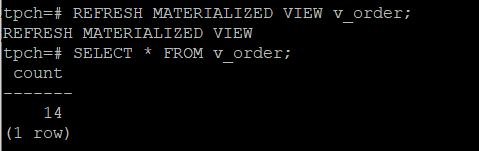 tpch=# REFRESH MATERIALIZED VIEW v_order;
REFRESH MATERIALIZED VIEW
tpch=# SELECT * FROM v_order;
 count
-------
    14
(1 row)